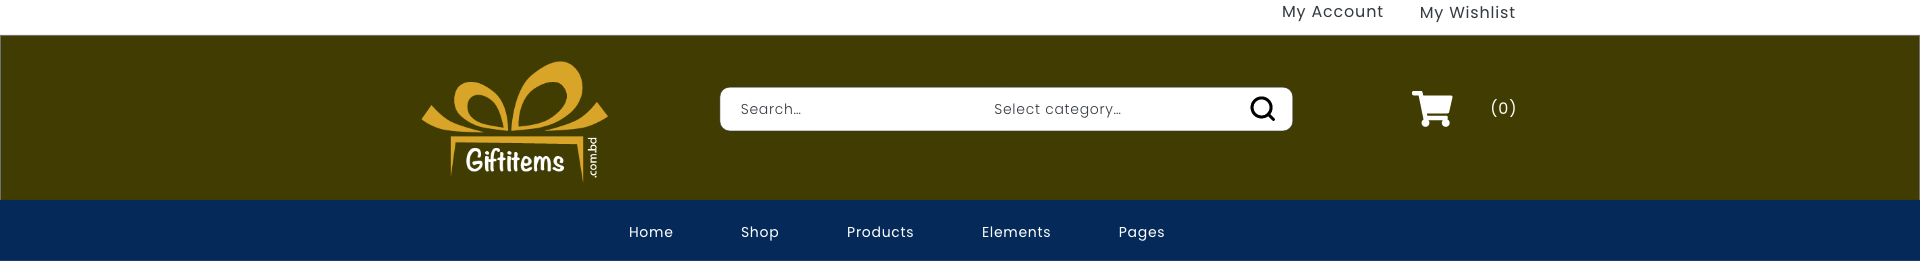 My Account My Wishlist
Search...
Select category...
(0)
Giftitems
.com.bd
Home Shop Products Elements Pages